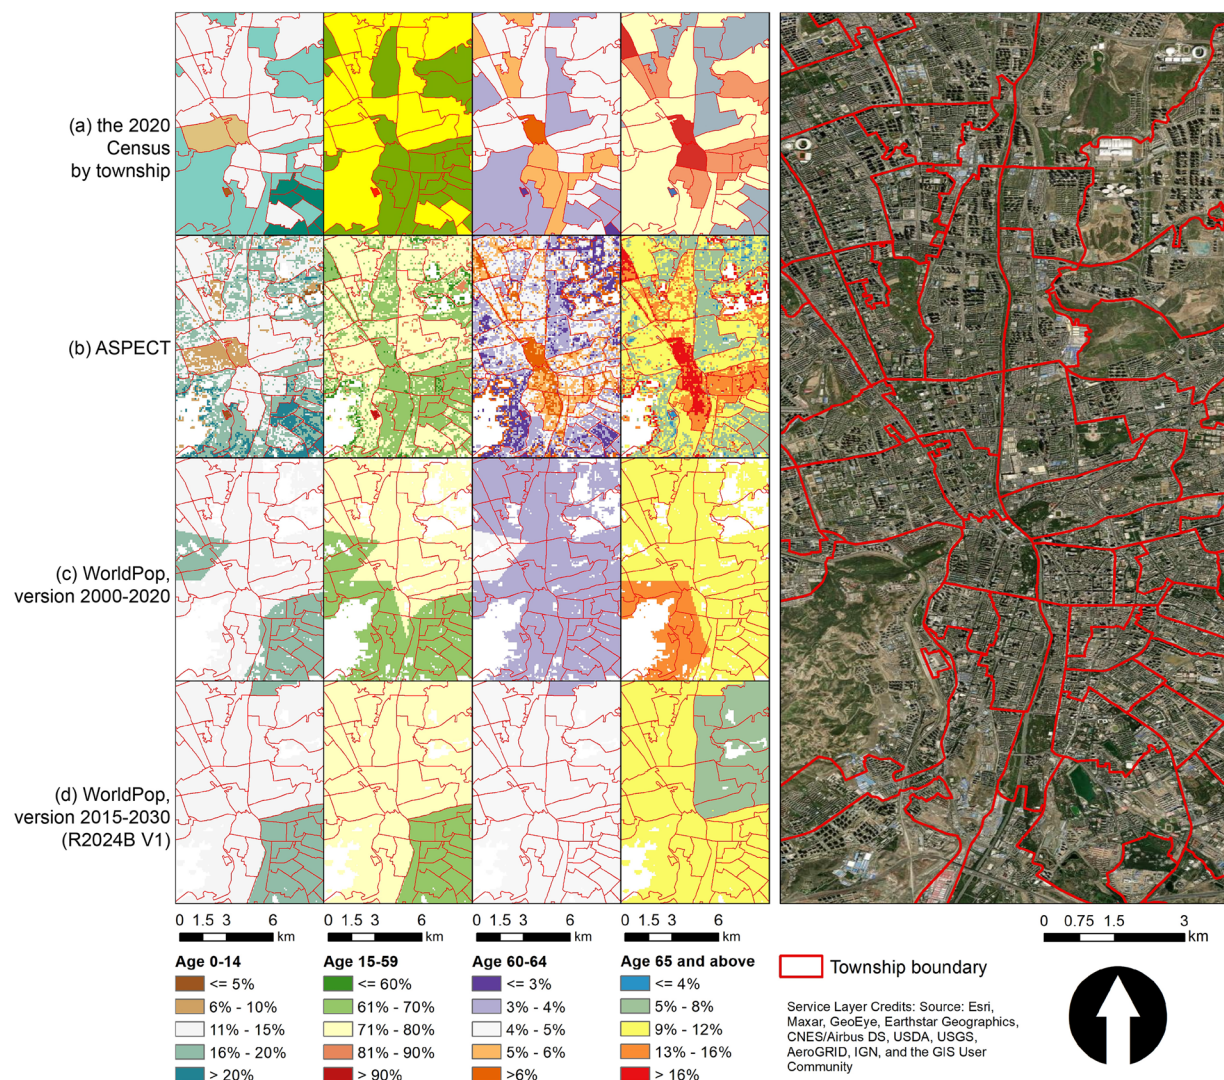 (a) the 2020
Census
by township
(b) ASPECT
(c) WorldPop,
version 2000-2020
(d) WorldPop,
version 2015-2030
(R2024B V1)
0 1.5 3 6
km
0 1.5 3 6
km
0 1.5 3 6
km
0 1.5 3 6
km
0 0.75 1.5 3
km
Age 0-14
<= 5%
6% - 10%
11% - 15%
16% - 20%
> 20%
Age 15-59
<= 60%
61% - 70%
71% - 80%
81% - 90%
> 90%
Age 60-64
<= 3%
3% - 4%
4% - 5%
5% - 6%
>6%
Age 65 and above
<= 4%
5% - 8%
9% - 12%
13% - 16%
> 16%
Township boundary
Service Layer Credits: Source: Esri,
Maxar, GeoEye, Earthstar Geographics,
CNES/Airbus DS, USDA, USGS,
AeroGRID, IGN, and the GIS User
Community